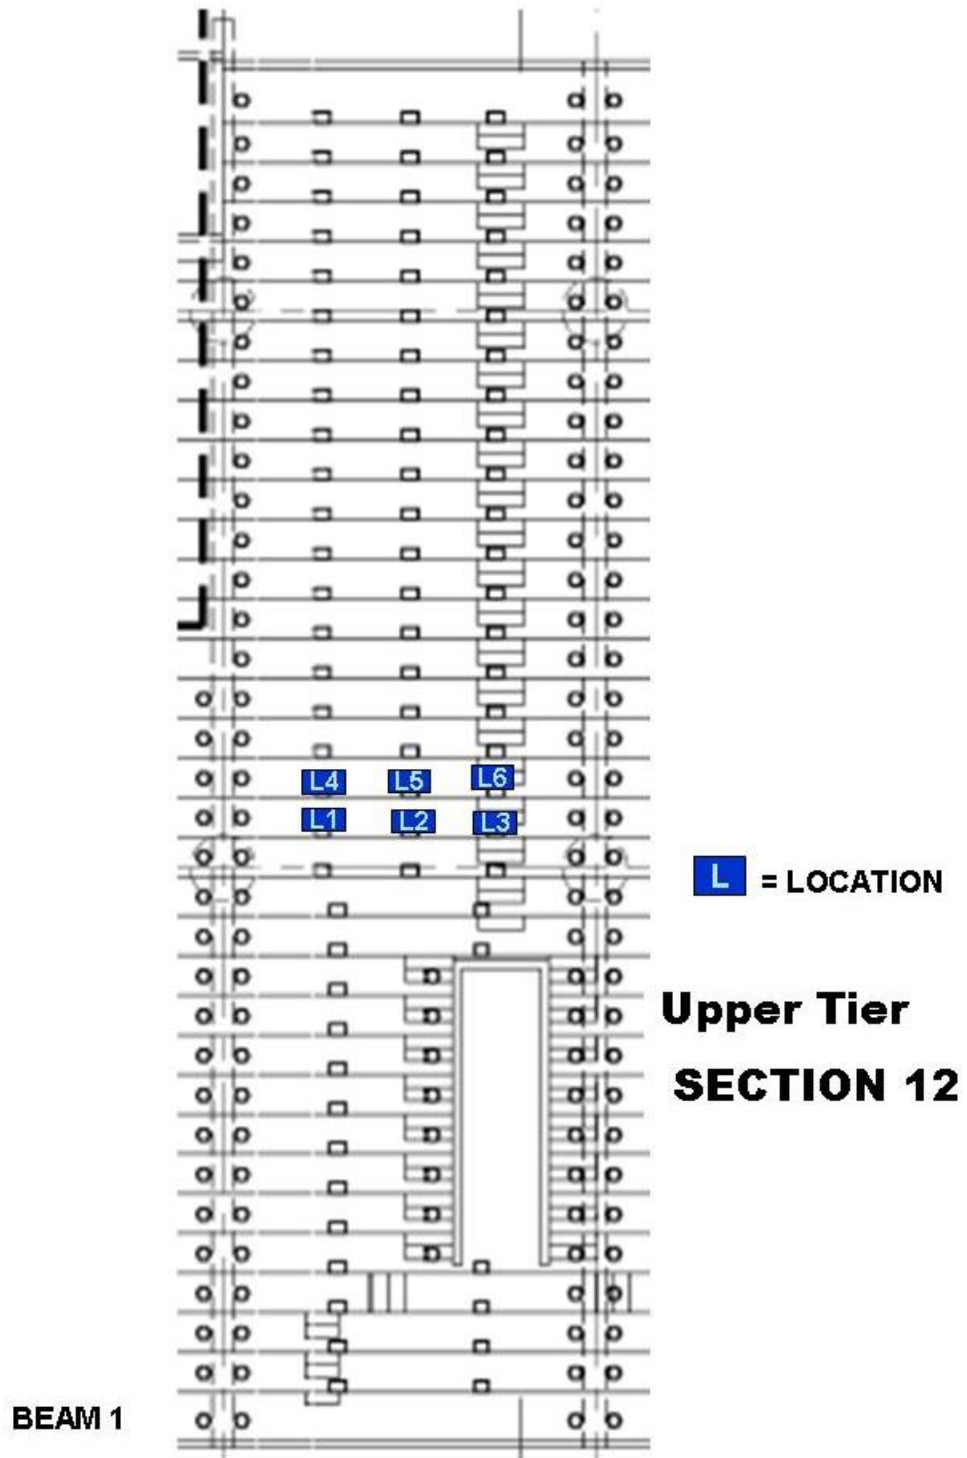 L4 L5 L6
L1 L2 L3
L = LOCATION
Upper Tier
SECTION 12
BEAM 1